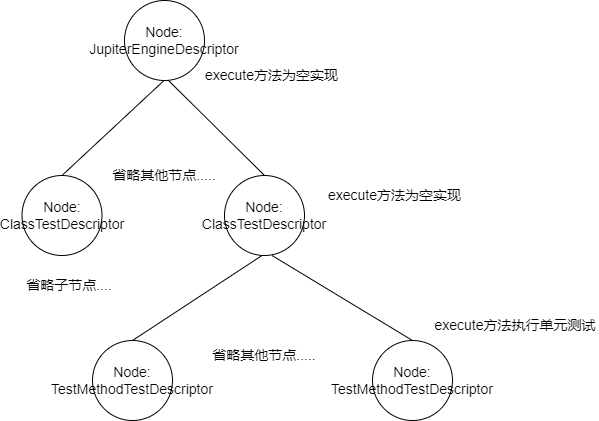 Node:
JupiterEngineDescriptor
execute方法为空实现
省略其他节点.....
execute方法为空实现
Node:
ClassTestDescriptor
Node:
ClassTestDescriptor
省略子节点....
execute方法执行单元测试
省略其他节点.....
Node:
TestMethodTestDescriptor
Node:
TestMethodTestDescriptor